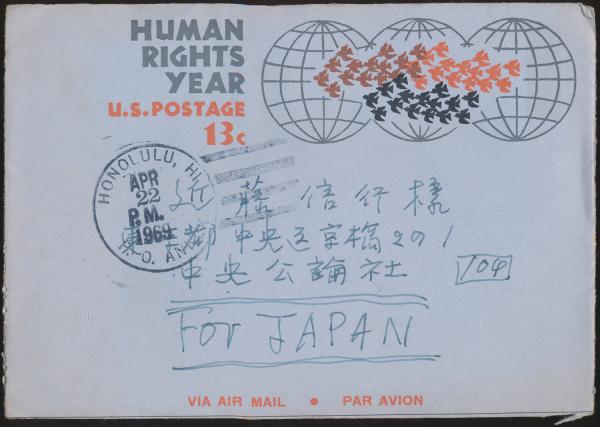 HUMAN
RIGHTS
YEAR
U.S. POSTAGE
13c
HONOLULU, HI
APR
22
P.M.
1969
近藤信行様
東京都中央区京橋2の1
中央公論社
104
For JAPAN
VIA AIR MAIL • PAR AVION